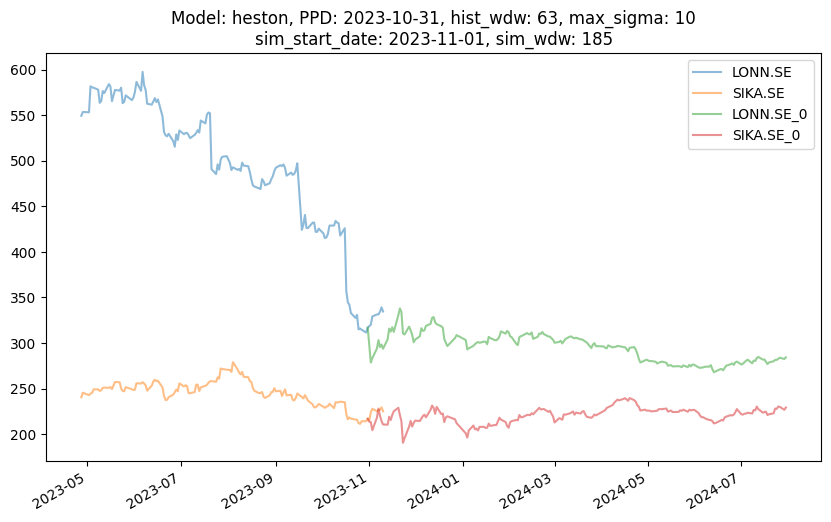 Model: heston, PPD: 2023-10-31, hist_wdw: 63, max_sigma: 10
sim_start_date: 2023-11-01, sim_wdw: 185
LONN.SE
SIKA.SE
LONN.SE_0
SIKA.SE_0
600
550
500
450
400
350
300
250
200
2023-05
2023-07
2023-09
2023-11
2024-01
2024-03
2024-05
2024-07